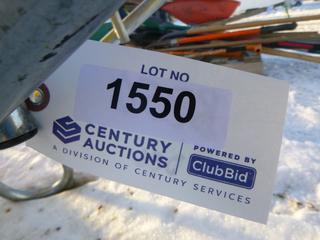 LOT NO
1550
CENTURY
AUCTIONS
POWERED BY
ClubBid
A DIVISION OF CENTURY SERVICES